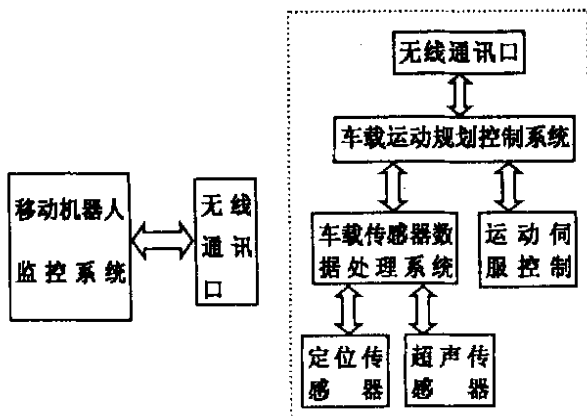 无线通讯口
车载运动规划控制系统
移动机器人
监控系统
无线
通讯
口
车载传感器数
据处理系统
运动伺
服控制
定位传
感器
超声传
感器